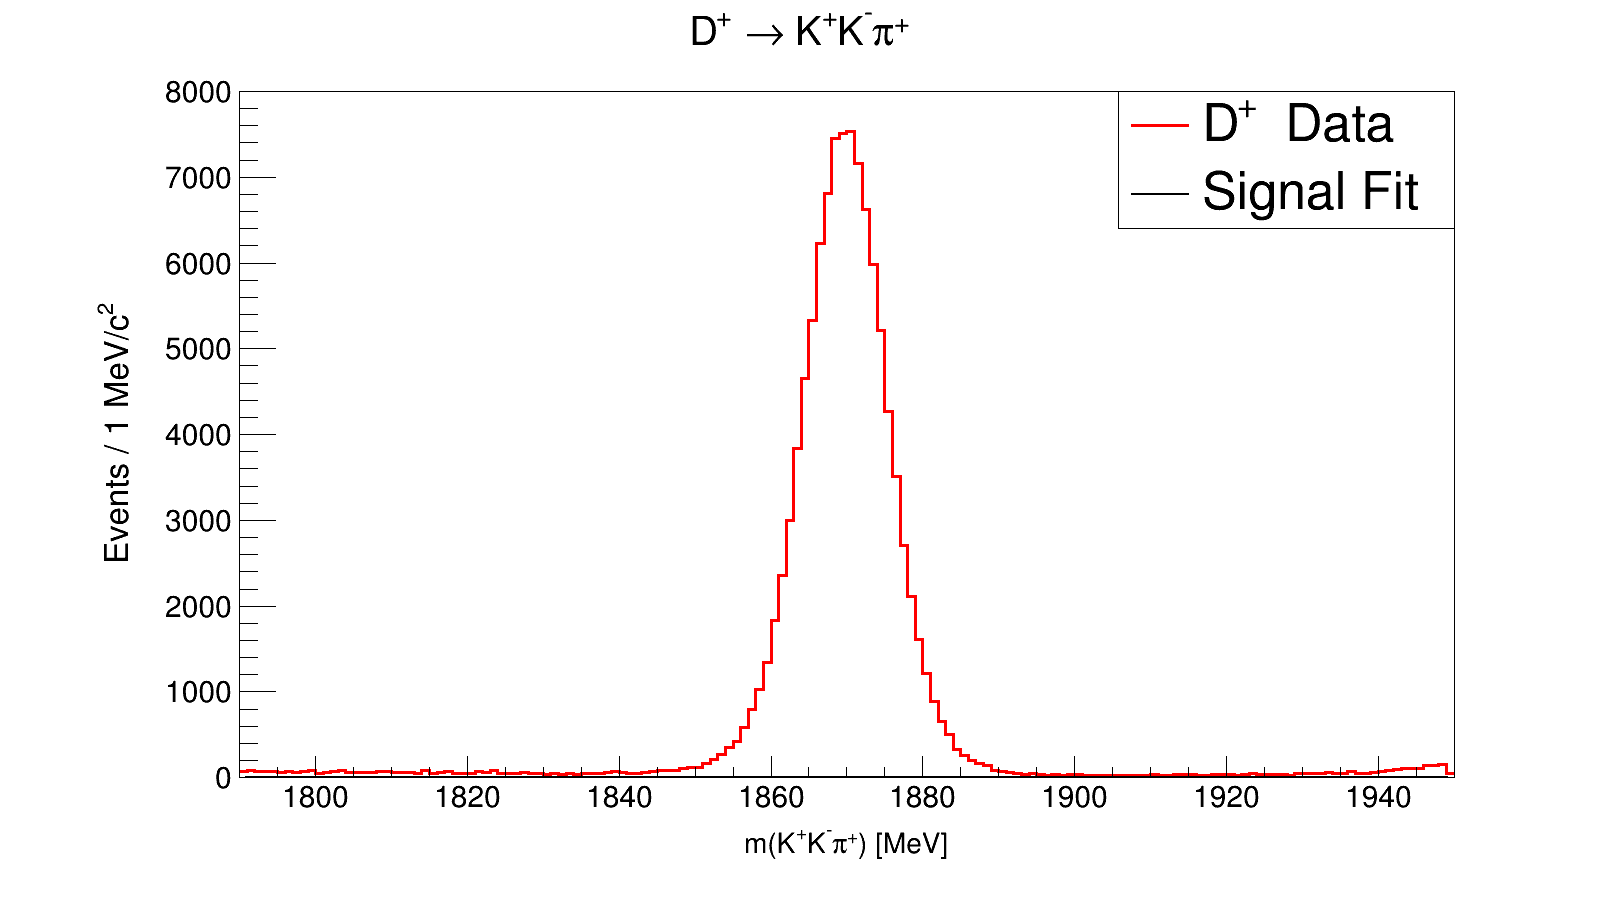 D⁺ → K⁺K⁻π⁺
8000
7000
6000
5000
4000
3000
2000
1000
0
Events / 1 MeV/c²
D⁺ Data
Signal Fit
1800 1820 1840 1860 1880 1900 1920 1940
m(K⁺K⁻π⁺) [MeV]